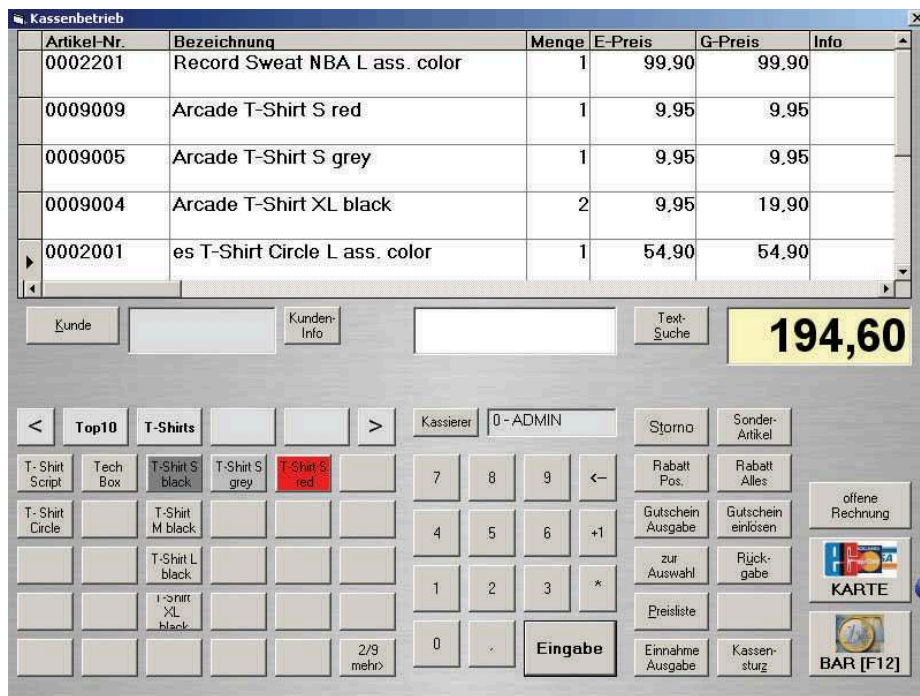 Kassenbetrieb
Artikel-Nr. Bezeichnung Menge E-Preis G-Preis Info
0002201 Record Sweat NBA L ass. color 1 99,90 99,90
0009009 Arcade T-Shirt S red 1 9,95 9,95
0009005 Arcade T-Shirt S grey 1 9,95 9,95
0009004 Arcade T-Shirt XL black 2 9,95 19,90
0002001 es T-Shirt Circle L ass. color 1 54,90 54,90
Kunde
Kunden-
Info
Text-
Suche
194,60
< Top10 T-Shirts >
Kassierer 0 - ADMIN
Storno
Sonder-
Artikel
T- Shirt
Script
Tech
Box
T-Shirt S
black
T-Shirt S
grey
T-Shirt S
red
7 8 9 <--
Rabatt
Pos.
Rabatt
Alles
offene
Rechnung
T- Shirt
Circle
T-Shirt
M black
4 5 6 +1
Gutschein
Ausgabe
Gutschein
einlösen
T-Shirt L
black
zur
Auswahl
Rück-
gabe
KARTE
T-Shirt
XL
black
1 2 3 *
Preisliste
2/9
mehr>
0 , Eingabe
Einnahme
Ausgabe
Kassen-
sturz
BAR [F12]